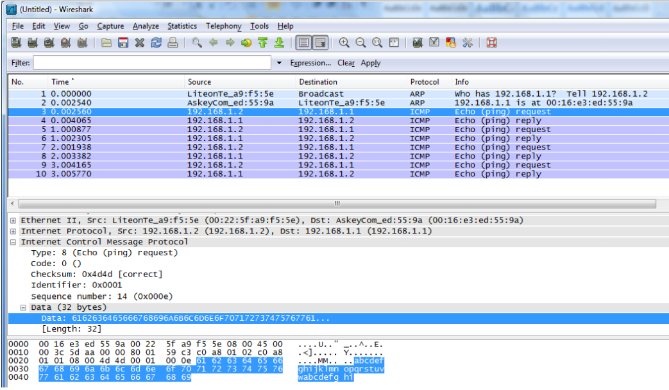 (Untitled) - Wireshark
File Edit View Go Capture Analyze Statistics Telephony Tools Help
Filter: Expression... Clear Apply
No. Time Source Destination Protocol Info
1 0.000000 LiteonTe_a9:f5:5e Broadcast ARP Who has 192.168.1.1? Tell 192.168.1.2
2 0.002540 AskeyCom_ed:55:9a LiteonTe_a9:f5:5e ARP 192.168.1.1 is at 00:16:e3:ed:55:9a
3 0.002560 192.168.1.2 192.168.1.1 ICMP Echo (ping) request
4 0.004065 192.168.1.1 192.168.1.2 ICMP Echo (ping) reply
5 1.000877 192.168.1.2 192.168.1.1 ICMP Echo (ping) request
6 1.002305 192.168.1.1 192.168.1.2 ICMP Echo (ping) reply
7 2.001938 192.168.1.2 192.168.1.1 ICMP Echo (ping) request
8 2.003382 192.168.1.1 192.168.1.2 ICMP Echo (ping) reply
9 3.004165 192.168.1.2 192.168.1.1 ICMP Echo (ping) request
10 3.005770 192.168.1.1 192.168.1.2 ICMP Echo (ping) reply
Ethernet II, Src: LiteonTe_a9:f5:5e (00:22:5f:a9:f5:5e), Dst: AskeyCom_ed:55:9a (00:16:e3:ed:55:9a)
Internet Protocol, Src: 192.168.1.2 (192.168.1.2), Dst: 192.168.1.1 (192.168.1.1)
Internet Control Message Protocol
Type: 8 (Echo (ping) request)
Code: 0 ()
Checksum: 0x4d4d [correct]
Identifier: 0x0001
Sequence number: 14 (0x000e)
Data (32 bytes)
Data: 6162636465666768696A6B6C6D6E6F707172737475767761...
[Length: 32]
0000 00 16 e3 ed 55 9a 00 22 5f a9 f5 5e 08 00 45 00 ....U.." _..^..E.
0010 00 3c 5d aa 00 00 80 01 59 c3 c0 a8 01 02 c0 a8 .<]..... Y.......
0020 01 01 08 00 4d 4d 00 01 00 0e 61 62 63 64 65 66 ....MM.. ..abcdef
0030 67 68 69 6a 6b 6c 6d 6e 6f 70 71 72 73 74 75 76 ghijklmn opqrstuv
0040 77 61 62 63 64 65 66 67 68 69 wabcdefg hi